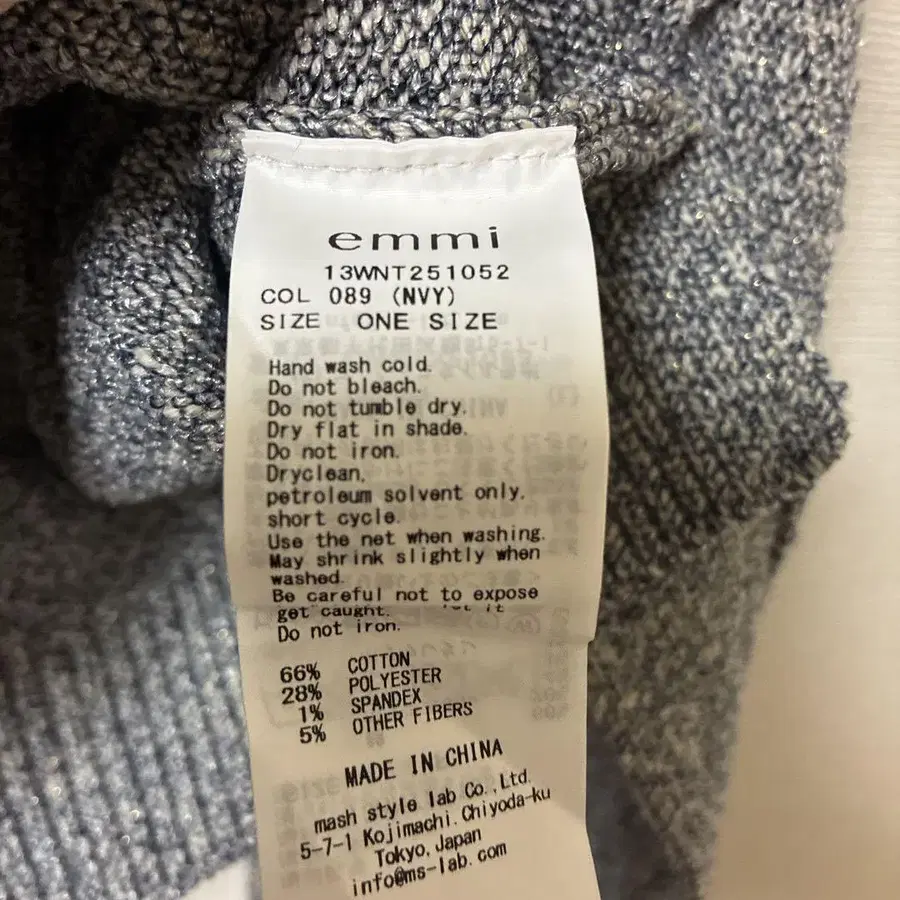 emmi
13WNT251052
COL 089 (NVY)
SIZE ONE SIZE
Hand wash cold.
Do not bleach.
Do not tumble dry.
Dry flat in shade.
Do not iron.
Dryclean,
petroleum solvent only.
short cycle.
Use the net when washing.
May shrink slightly when
washed.
Be careful not to expose
get caught. let it
Do not iron.
66% COTTON
28% POLYESTER
1% SPANDEX
5% OTHER FIBERS
MADE IN CHINA
mash style lab Co.,Ltd.
5-7-1 Kojimachi.Chiyoda-ku
Tokyo,Japan
info@ms-lab.com